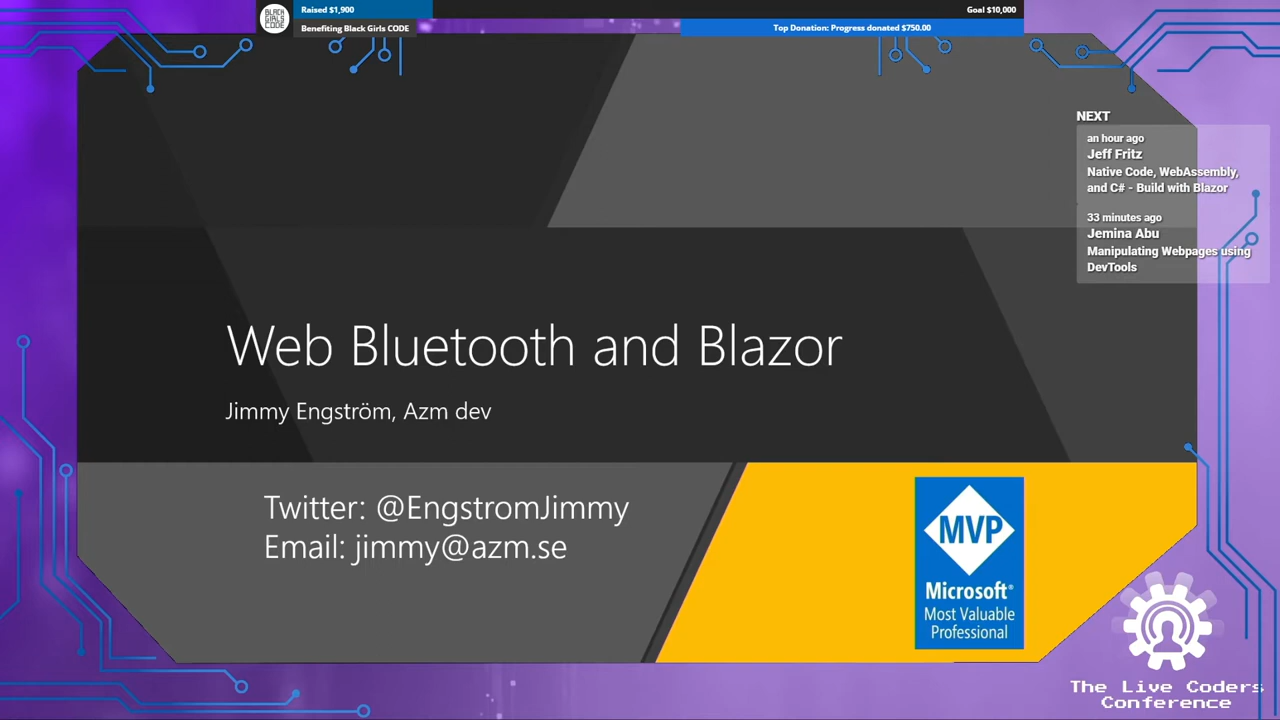 BLACK
GIRLS
CODE
Raised $1,900
Goal $10,000
Benefiting Black Girls CODE
Top Donation: Progress donated $750.00
NEXT
an hour ago
Jeff Fritz
Native Code, WebAssembly,
and C# - Build with Blazor
33 minutes ago
Jemina Abu
Manipulating Webpages using
DevTools
Web Bluetooth and Blazor
Jimmy Engström, Azm dev
Twitter: @EngstromJimmy
Email: jimmy@azm.se
MVP
Microsoft®
Most Valuable
Professional
The Live Coders
Conference